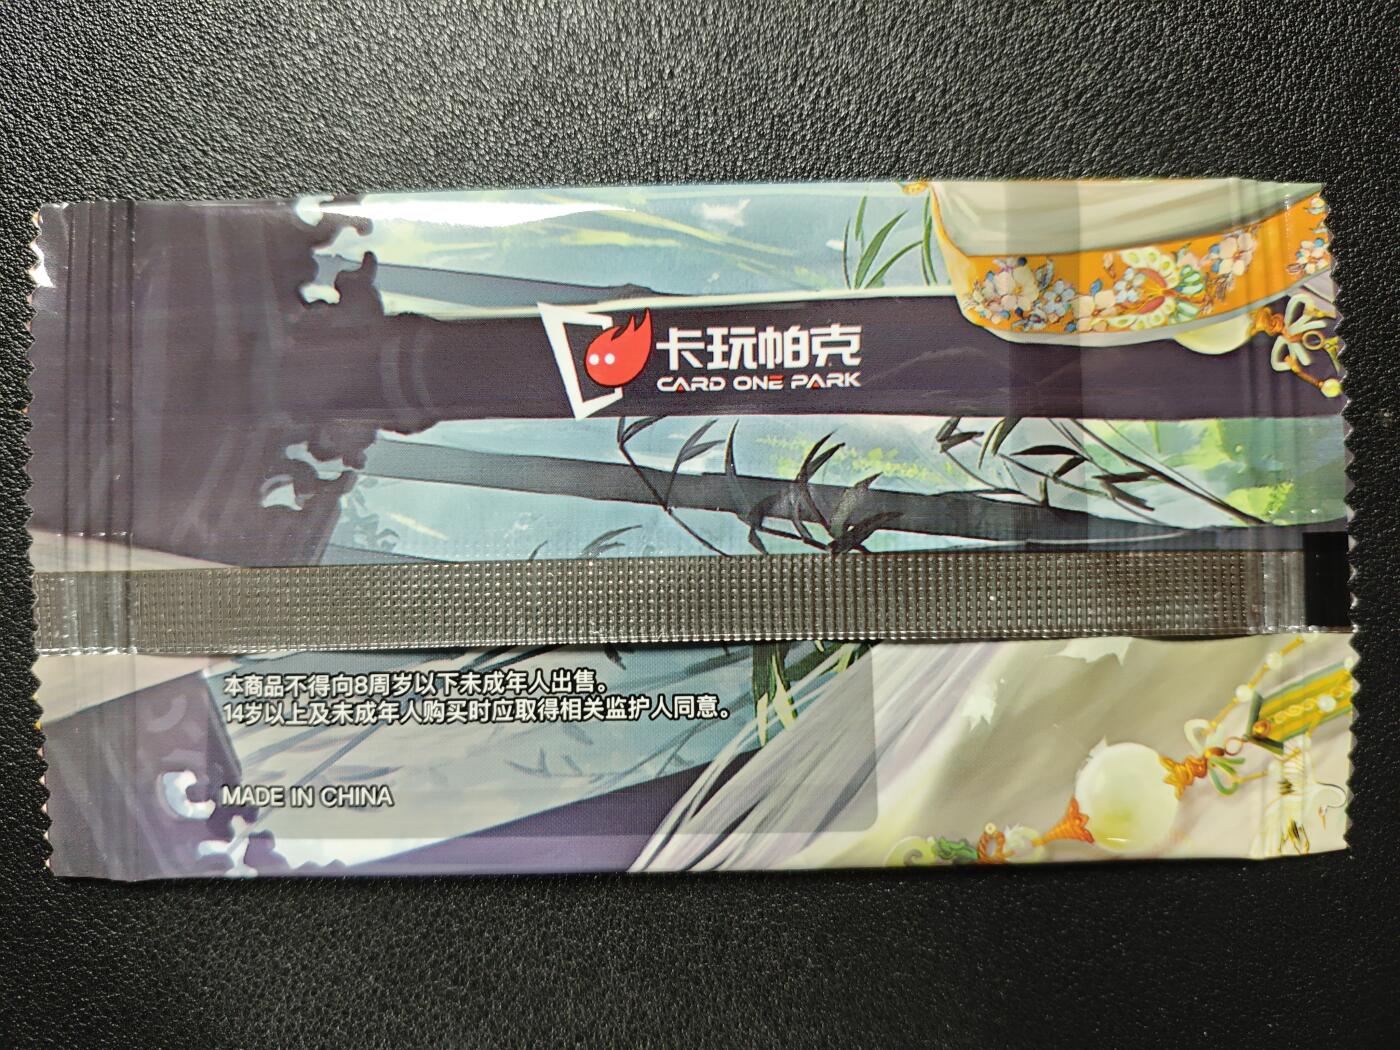 卡玩帕克
CARD ONE PARK
本商品不得向8周岁以下未成年人出售。
14岁以上及未成年人购买时应取得相关监护人同意。
MADE IN CHINA